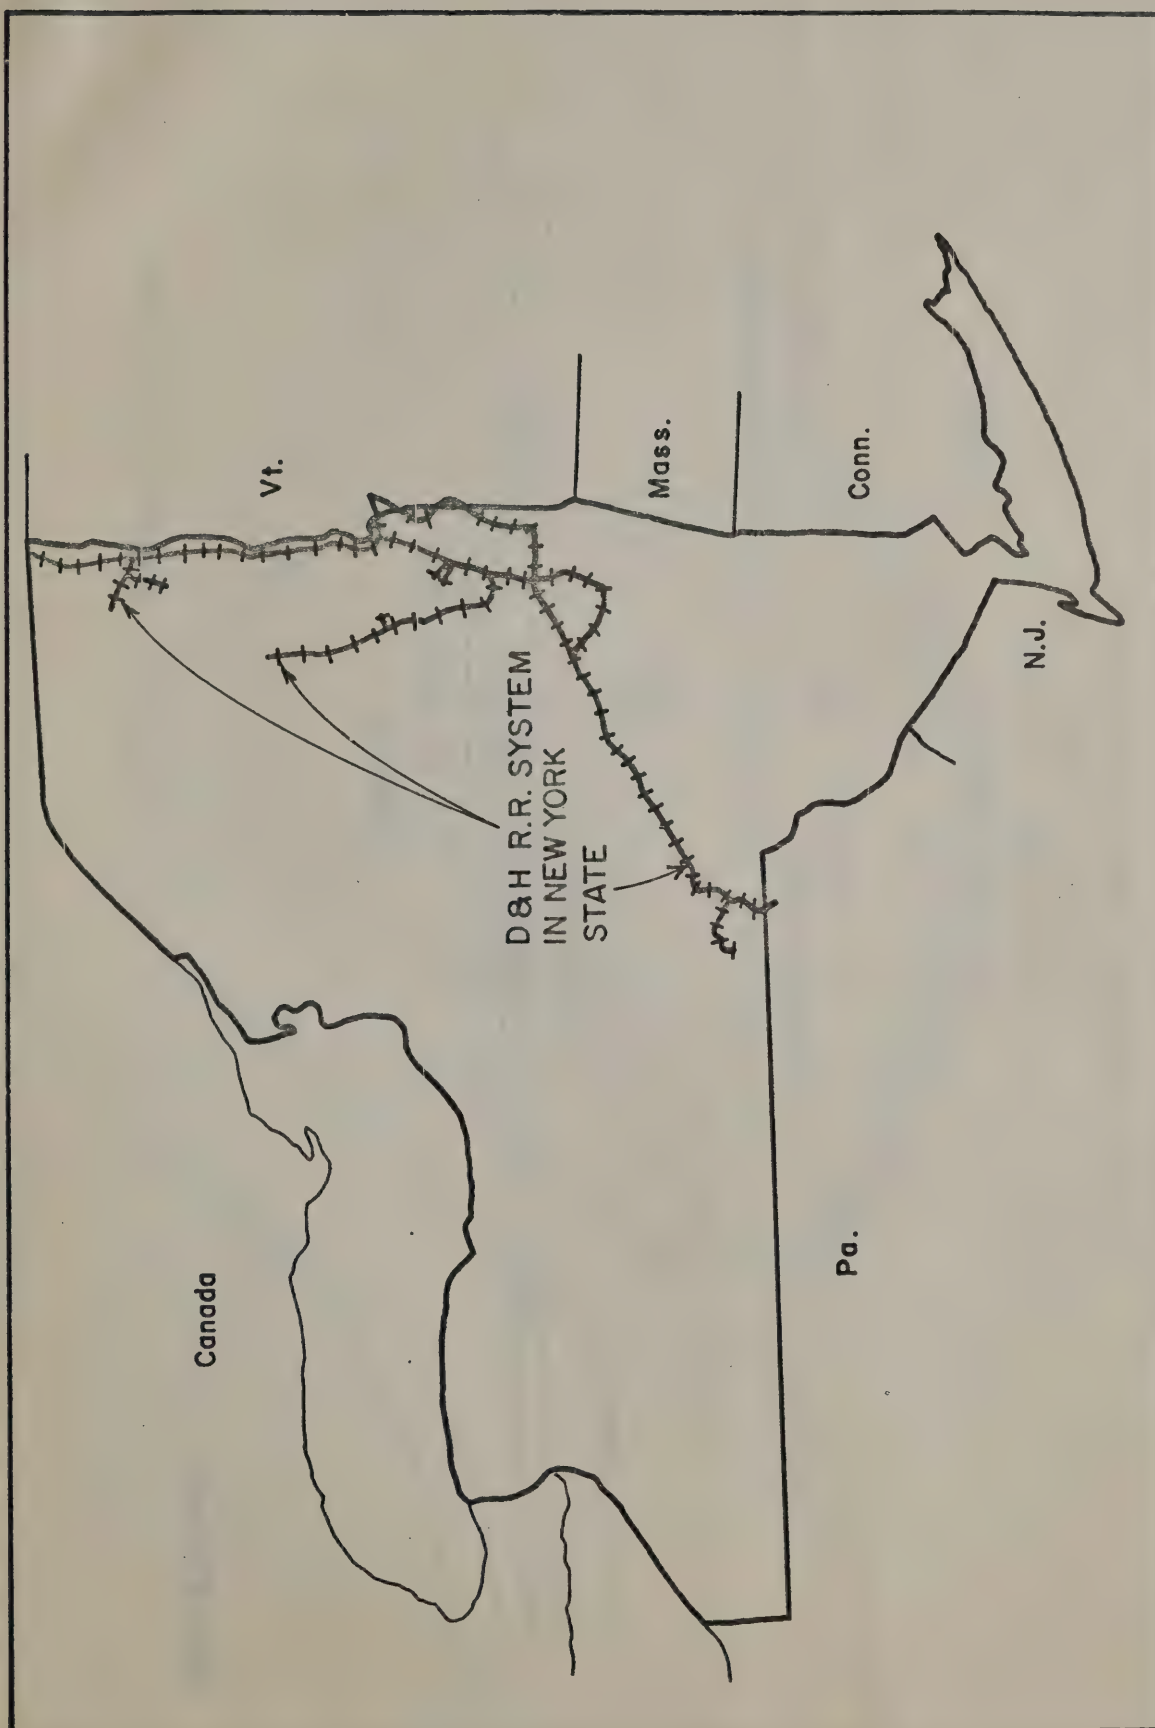 Canada
Vt.
D&H R.R. SYSTEM
IN NEW YORK
STATE
Mass.
Conn.
Pa.
N.J.